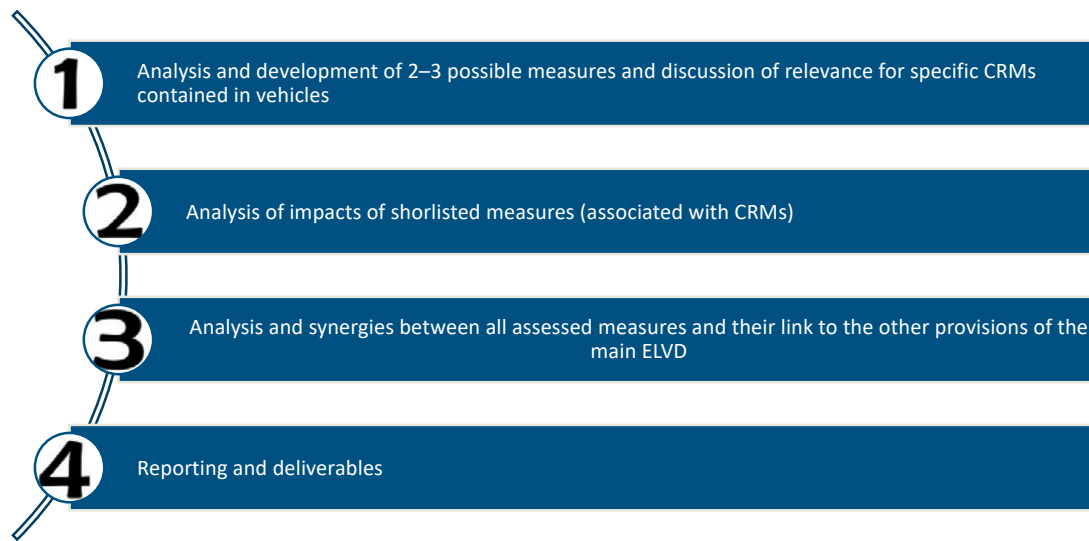 1
Analysis and development of 2–3 possible measures and discussion of relevance for specific CRMs
contained in vehicles
2
Analysis of impacts of shorlisted measures (associated with CRMs)
3
Analysis and synergies between all assessed measures and their link to the other provisions of the
main ELVD
4
Reporting and deliverables